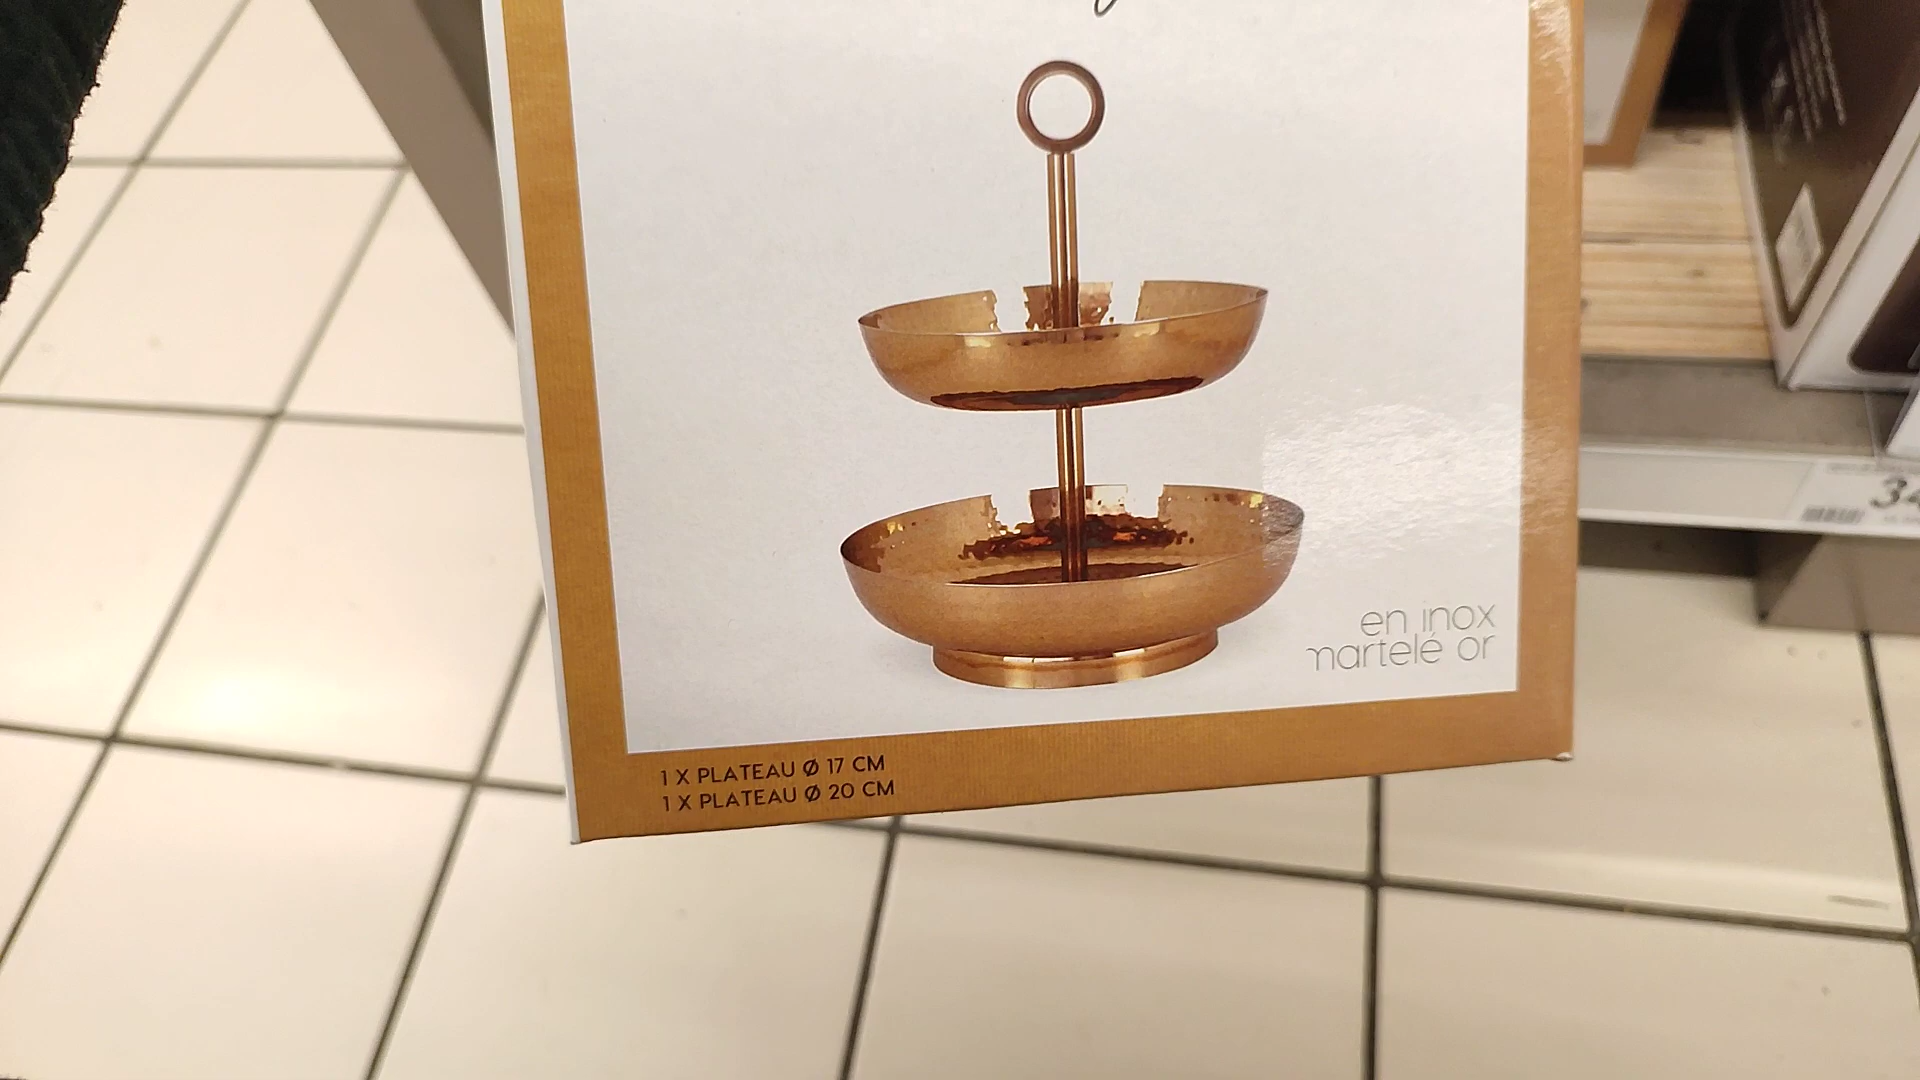 en inox
martelé or
1 X PLATEAU Ø 17 CM
1 X PLATEAU Ø 20 CM